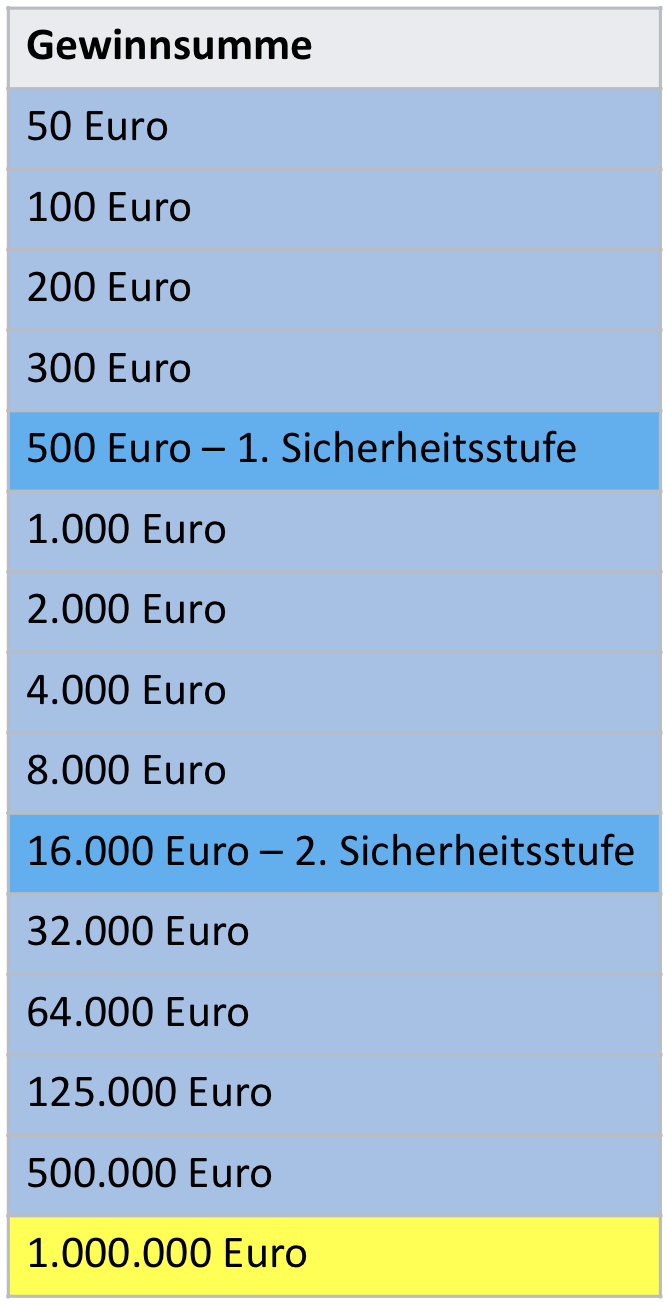 Gewinnsumme
50 Euro
100 Euro
200 Euro
300 Euro
500 Euro – 1. Sicherheitsstufe
1.000 Euro
2.000 Euro
4.000 Euro
8.000 Euro
16.000 Euro – 2. Sicherheitsstufe
32.000 Euro
64.000 Euro
125.000 Euro
500.000 Euro
1.000.000 Euro